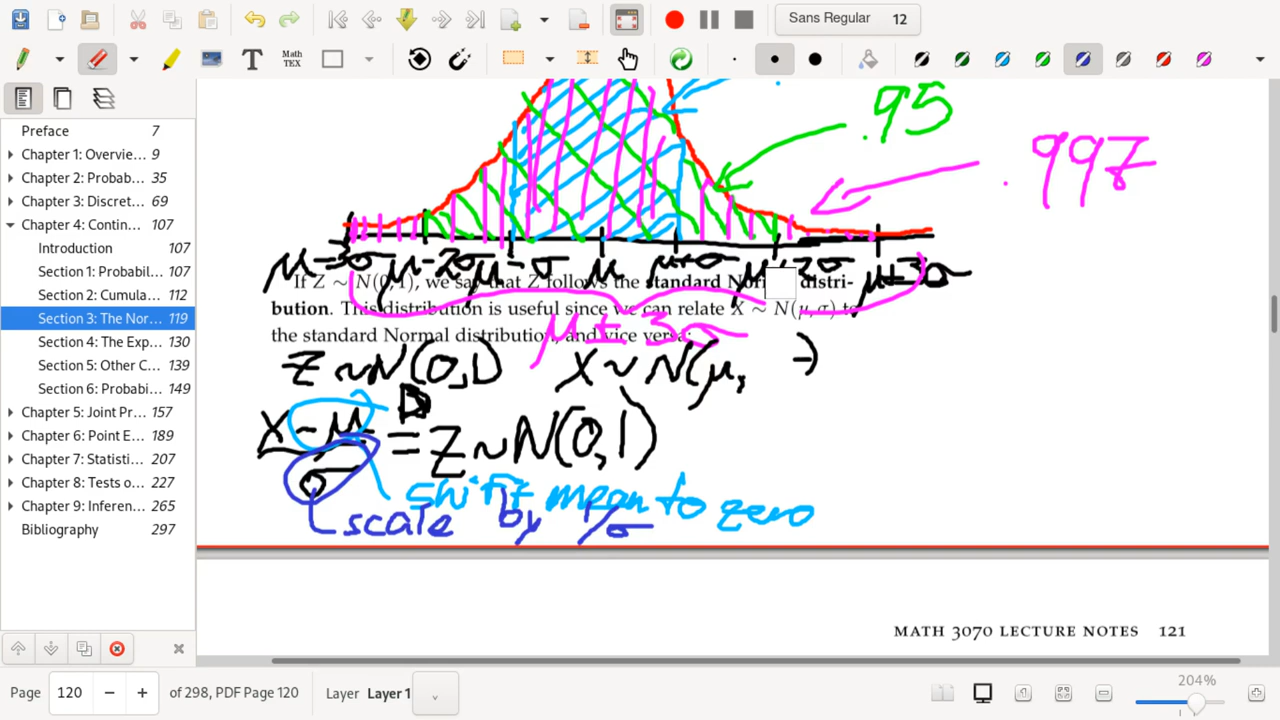 Sans Regular 12
T Math TEX
Preface 7
Chapter 1: Overvie... 9
Chapter 2: Probab... 35
Chapter 3: Discret... 69
Chapter 4: Contin... 107
Introduction 107
Section 1: Probabil... 107
Section 2: Cumula... 112
Section 3: The Nor... 119
Section 4: The Exp... 130
Section 5: Other C... 139
Section 6: Probabi... 149
Chapter 5: Joint Pr... 157
Chapter 6: Point E... 189
Chapter 7: Statisti... 207
Chapter 8: Tests o... 227
Chapter 9: Inferen... 265
Bibliography 297
.95
.997
μ-3σ μ-2σ μ-σ μ μ+σ μ+2σ μ+3σ
If Z ∼ N(0,1), we say that Z follows the standard Normal distri-
bution. This distribution is useful since we can relate X ∼ N(μ, σ) to
the standard Normal distribution, and vice versa:
μ ± 3σ
Z~N(0,1) X~N(μ, )
X-μ
σ
D
= Z~N(0,1)
shift mean to zero
scale by 1/σ
MATH 3070 LECTURE NOTES 121
Page 120 of 298, PDF Page 120 Layer Layer 1 204%